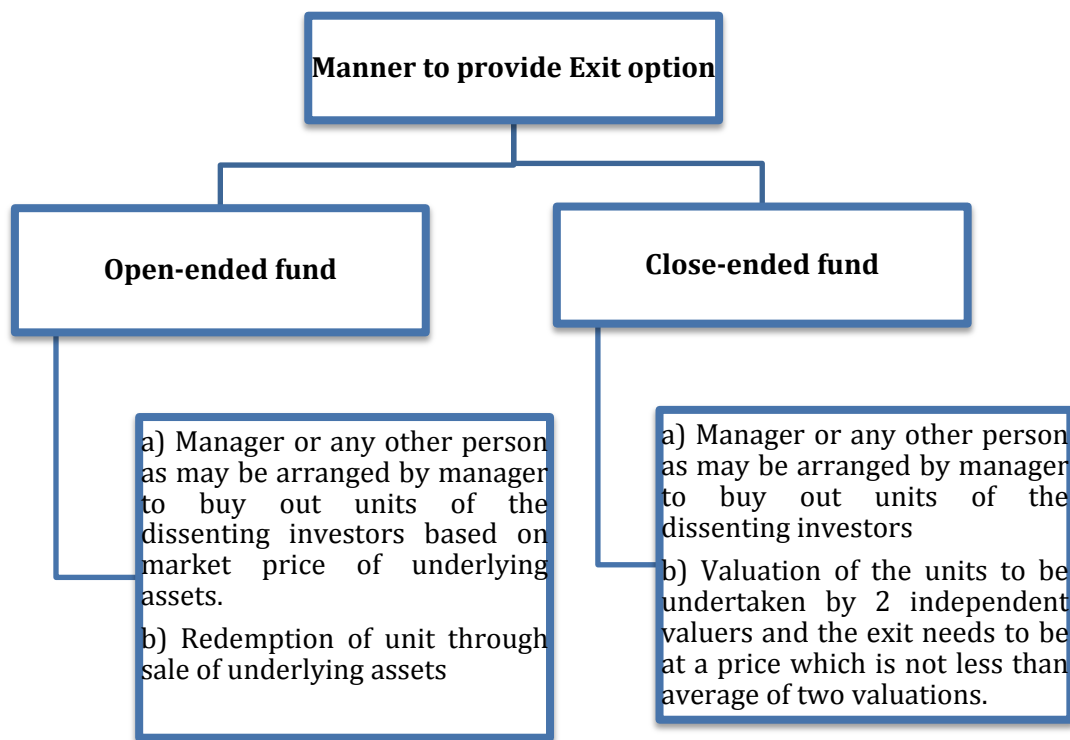 Manner to provide Exit option
Open-ended fund
Close-ended fund
a) Manager or any other person
as may be arranged by manager
to buy out units of the
dissenting investors based on
market price of underlying
assets.
b) Redemption of unit through
sale of underlying assets
a) Manager or any other person
as may be arranged by manager
to buy out units of the
dissenting investors
b) Valuation of the units to be
undertaken by 2 independent
valuers and the exit needs to be
at a price which is not less than
average of two valuations.